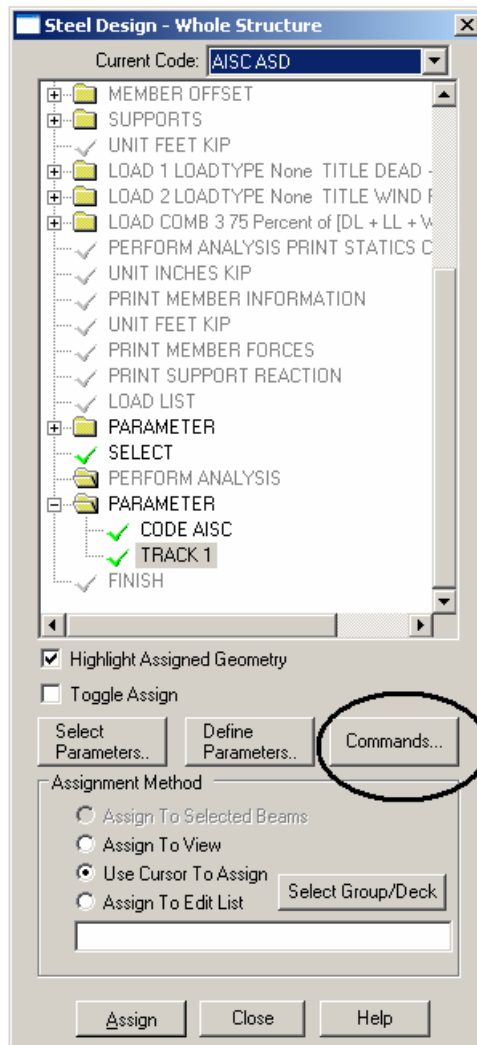 Steel Design - Whole Structure
Current Code: AISC ASD
MEMBER OFFSET
SUPPORTS
UNIT FEET KIP
LOAD 1 LOADTYPE None TITLE DEAD -
LOAD 2 LOADTYPE None TITLE WIND F
LOAD COMB 3 75 Percent of [DL + LL + W
PERFORM ANALYSIS PRINT STATICS C
UNIT INCHES KIP
PRINT MEMBER INFORMATION
UNIT FEET KIP
PRINT MEMBER FORCES
PRINT SUPPORT REACTION
LOAD LIST
PARAMETER
SELECT
PERFORM ANALYSIS
PARAMETER
CODE AISC
TRACK 1
FINISH
Highlight Assigned Geometry
Toggle Assign
Select
Parameters..
Define
Parameters..
Commands...
Assignment Method
Assign To Selected Beams
Assign To View
Use Cursor To Assign
Assign To Edit List
Select Group/Deck
Assign Close Help